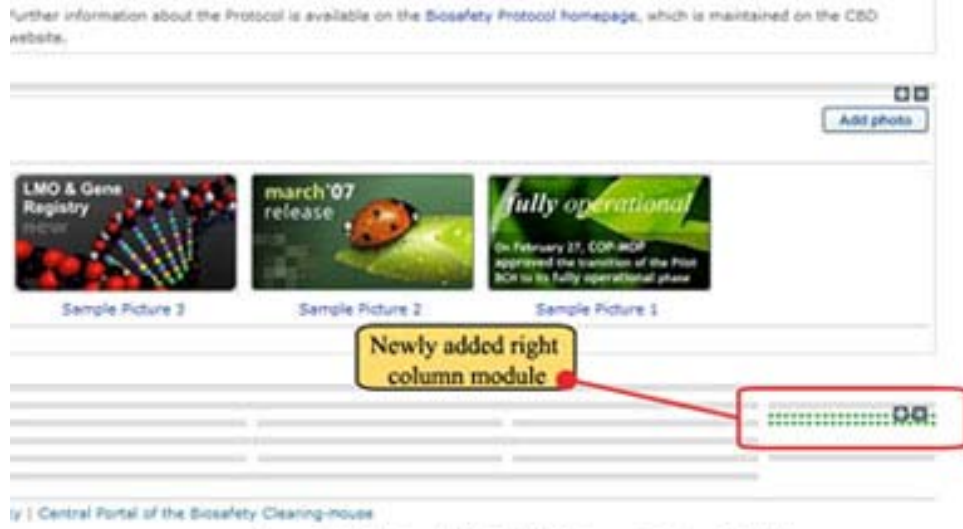 Further information about the Protocol is available on the Biosafety Protocol homepage, which is maintained on the CBD
website.
Add photo
LMO & Gene
Registry
new
march'07
release
fully operational
On February 27, COP-MOP
approved the transition of the Pilot
BCH to its fully operational phase
Sample Picture 3
Sample Picture 2
Sample Picture 1
Newly added right
column module
y | Central Portal of the Biosafety Clearing-House